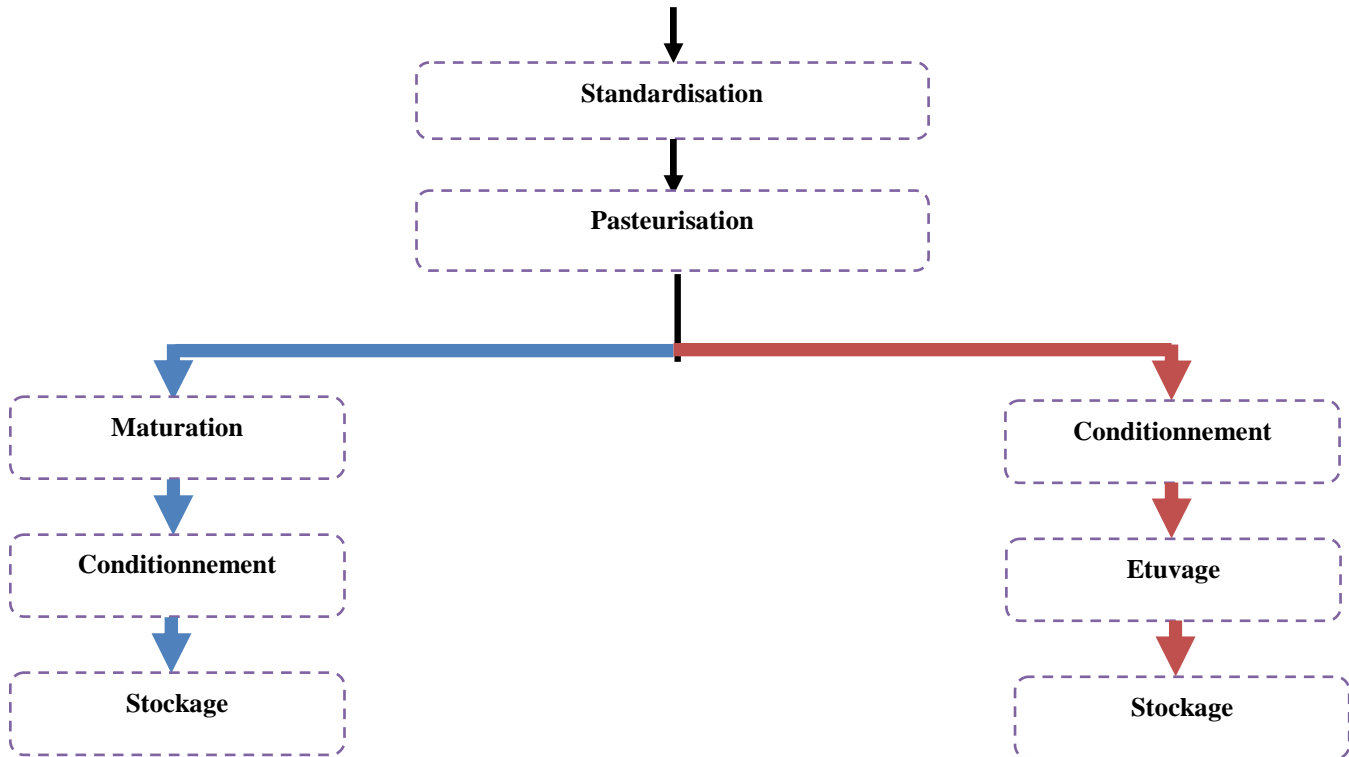 Standardisation
Pasteurisation
Maturation
Conditionnement
Conditionnement
Etuvage
Stockage
Stockage